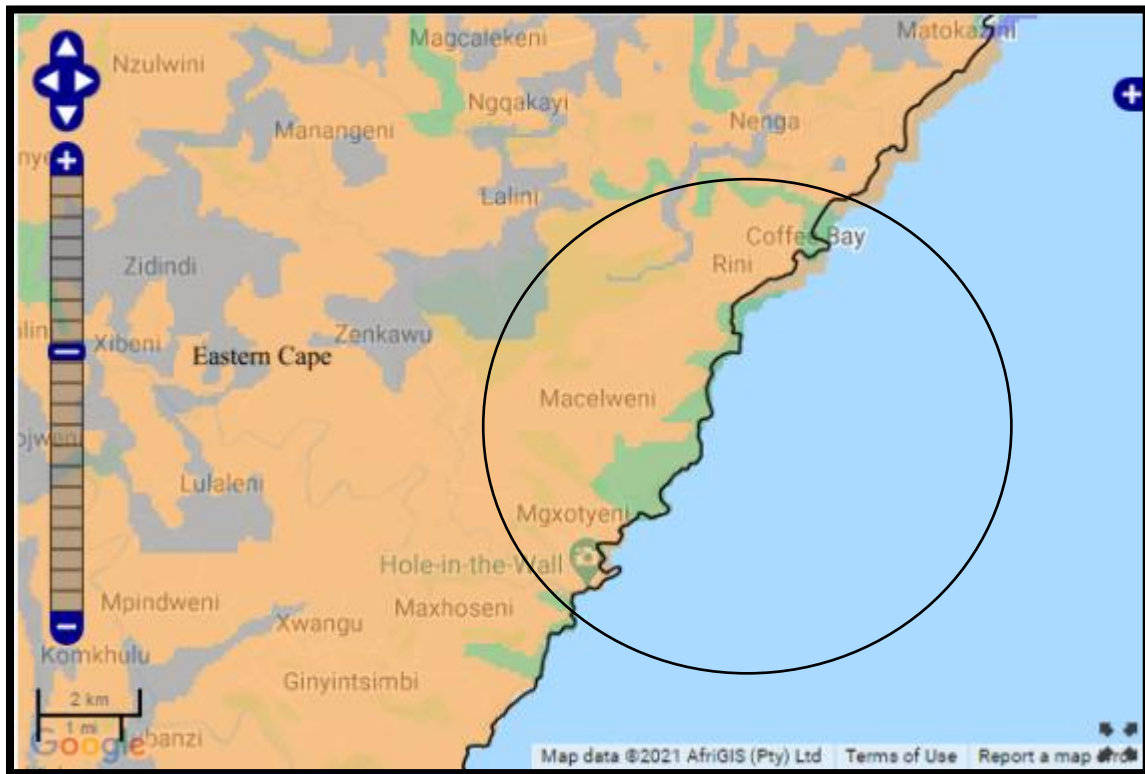 Matokazini
Magcalekeni
Nzulwini
Ngqakayi
Nenga
Manangeni
Lalini
Coffee Bay
Rini
Zidindi
Zenkawu
Xibeni
Eastern Cape
Macelweni
Lulaleni
Mgxotyeni
Hole-in-the-Wall
Mpindweni
Maxhoseni
Xwangu
Komkhulu
Ginyintsimbi
2 km
1 mi
Google
Map data ©2021 AfriGIS (Pty) Ltd
Terms of Use
Report a map